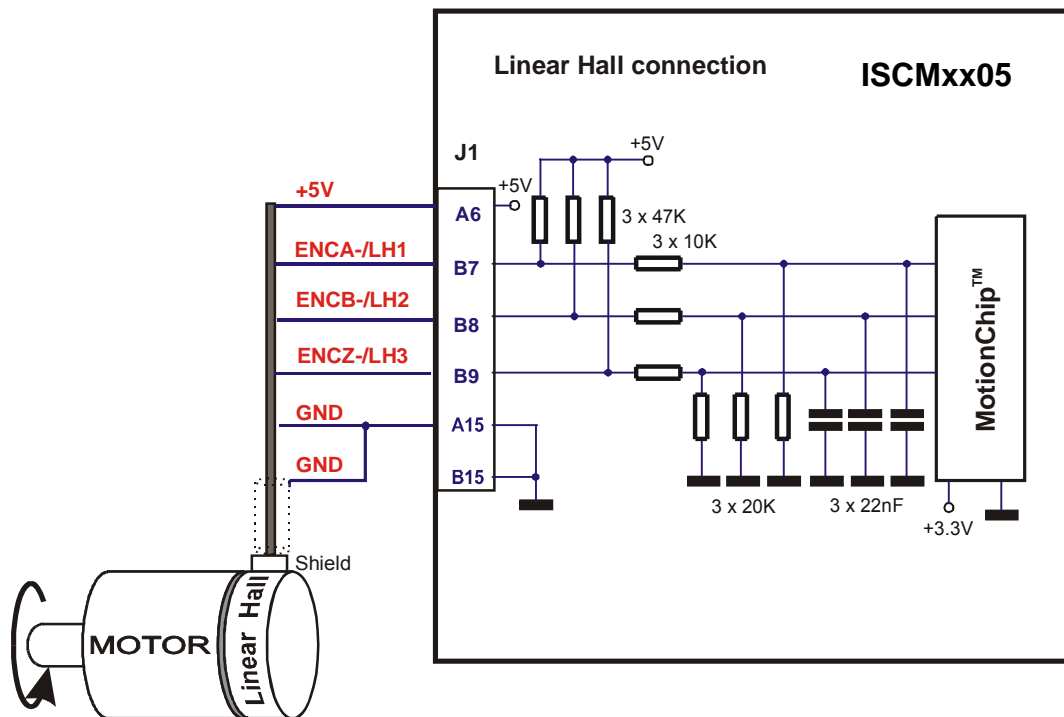 Linear Hall connection
ISCMxx05
J1
+5V
+5V
+5V
A6
3 x 47K
3 x 10K
ENCA-/LH1
B7
ENCB-/LH2
B8
ENCZ-/LH3
B9
MotionChip™
GND
A15
GND
B15
3 x 20K
3 x 22nF
+3.3V
Shield
MOTOR
Linear Hall